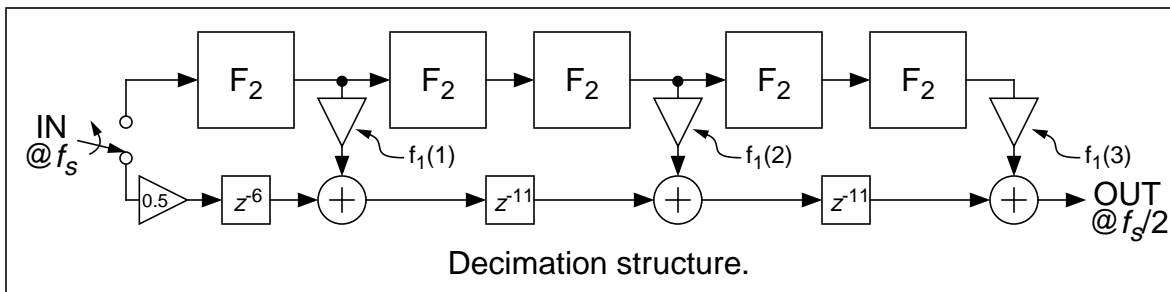 F₂ F₂ F₂ F₂ F₂
IN
@fₛ
f₁(1) f₁(2) f₁(3)
0.5 z⁻⁶ + z⁻¹¹ + z⁻¹¹ + OUT
@fₛ/2
Decimation structure.